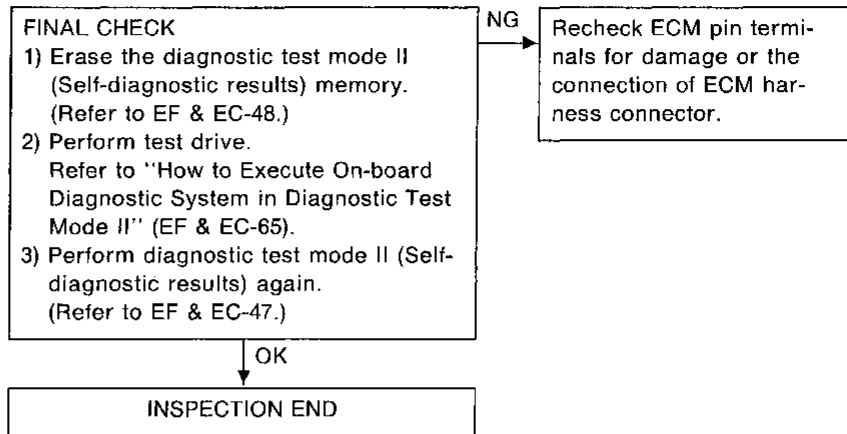 FINAL CHECK
1) Erase the diagnostic test mode II
(Self-diagnostic results) memory.
(Refer to EF & EC-48.)
2) Perform test drive.
Refer to ''How to Execute On-board
Diagnostic System in Diagnostic Test
Mode II'' (EF & EC-65).
3) Perform diagnostic test mode II (Self-
diagnostic results) again.
(Refer to EF & EC-47.)
NG
Recheck ECM pin termi-
nals for damage or the
connection of ECM har-
ness connector.
OK
INSPECTION END